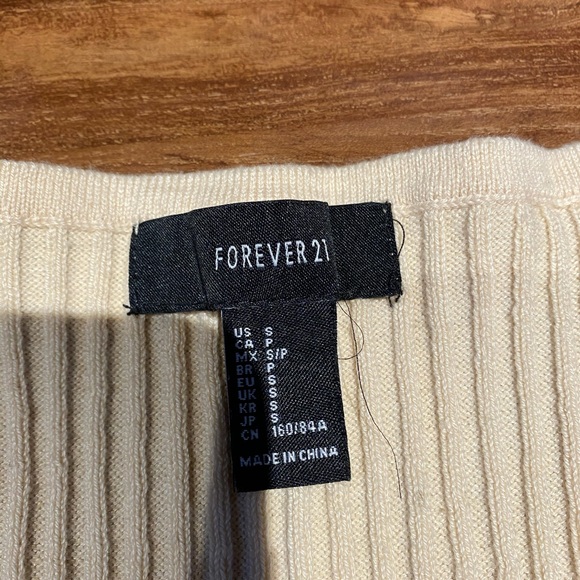 FOREVER 21
US S
CA P
MX S/P
BR P
EU S
UK S
KR S
JP S
CN 160/84A
MADE IN CHINA